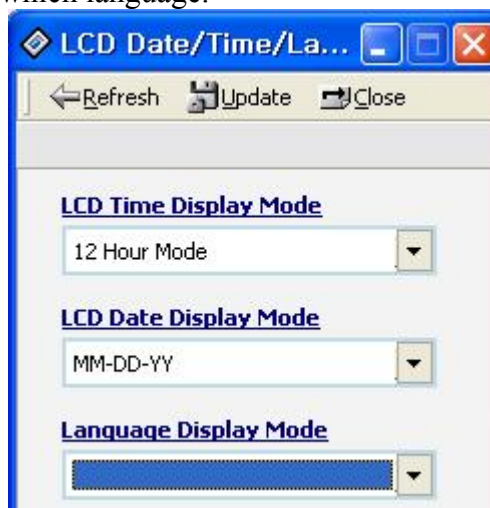 which language.
LCD Date/Time/La...
Refresh Update Close
LCD Time Display Mode
12 Hour Mode
LCD Date Display Mode
MM-DD-YY
Language Display Mode